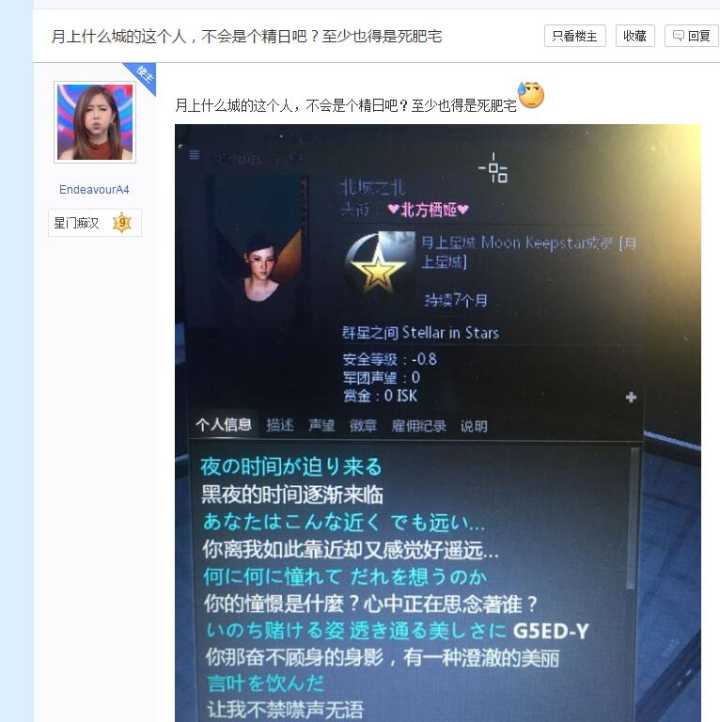 月上什么城的这个人，不会是个精日吧？至少也得是死肥宅
只看楼主
收藏
回复
楼主
月上什么城的这个人，不会是个精日吧？至少也得是死肥宅
EndeavourA4
星门痴汉 9
北城之北
头衔： ❤北方栖姬❤
月上星城 Moon Keepstar [月
上星城]
持续7个月
群星之间 Stellar in Stars
安全等级：-0.8
军团声望：0
赏金：0 ISK
个人信息 描述 声望 徽章 雇佣纪录 说明
夜の时间が迫り来る
黑夜的时间逐渐来临
あなたはこんな近く でも远い...
你离我如此靠近却又感觉好遥远...
何に何に憧れて だれを想うのか
你的憧憬是什麼？心中正在思念著谁？
いのち赌ける姿 透き通る美しさに G5ED-Y
你那奋不顾身的身影，有一种澄澈的美丽
言叶を饮んだ
让我不禁噤声无语